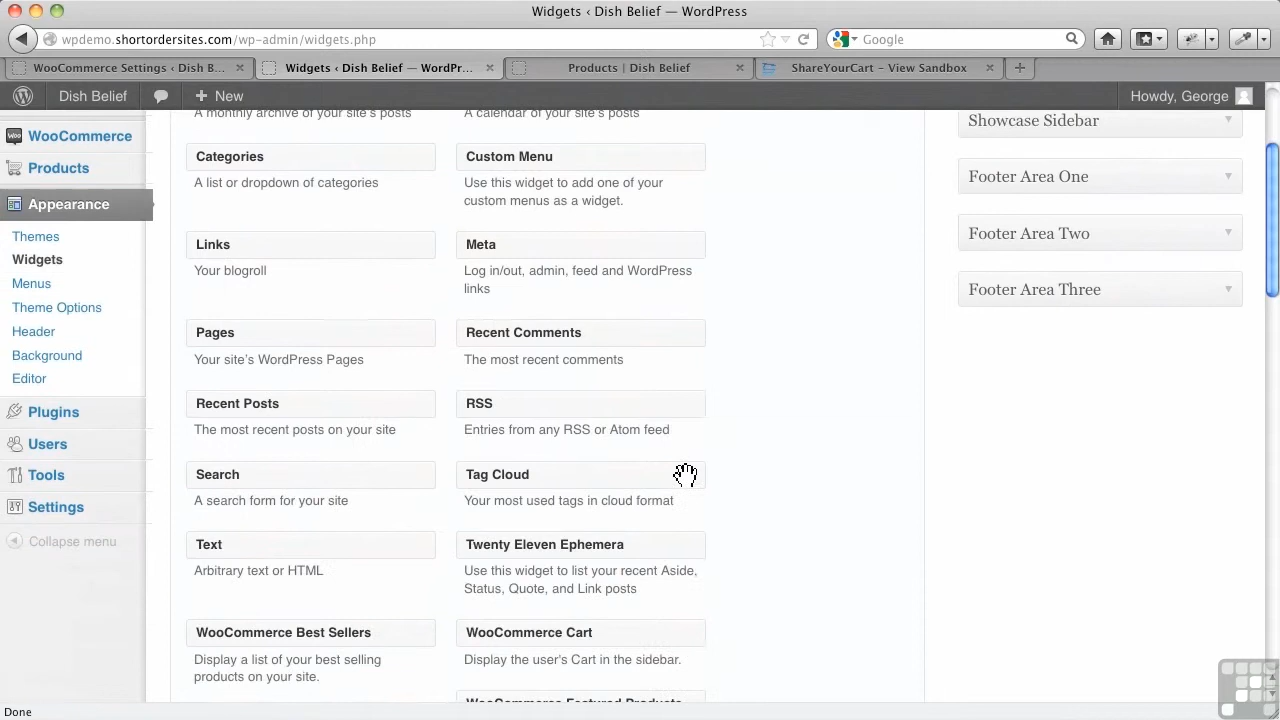 Widgets ‹ Dish Belief — WordPress
wpdemo.shortordersites.com/wp-admin/widgets.php
Google
WooCommerce Settings ‹ Dish B...
Widgets ‹ Dish Belief — WordPr...
Products | Dish Belief
ShareYourCart – View Sandbox
Dish Belief
+ New
Howdy, George
WooCommerce
Products
Appearance
Themes
Widgets
Menus
Theme Options
Header
Background
Editor
Plugins
Users
Tools
Settings
Collapse menu
A monthly archive of your site's posts
A calendar of your site's posts
Categories
A list or dropdown of categories
Custom Menu
Use this widget to add one of your
custom menus as a widget.
Links
Your blogroll
Meta
Log in/out, admin, feed and WordPress
links
Pages
Your site's WordPress Pages
Recent Comments
The most recent comments
Recent Posts
The most recent posts on your site
RSS
Entries from any RSS or Atom feed
Search
A search form for your site
Tag Cloud
Your most used tags in cloud format
Text
Arbitrary text or HTML
Twenty Eleven Ephemera
Use this widget to list your recent Aside,
Status, Quote, and Link posts
WooCommerce Best Sellers
Display a list of your best selling
products on your site.
WooCommerce Cart
Display the user's Cart in the sidebar.
WooCommerce Featured Products
Showcase Sidebar
Footer Area One
Footer Area Two
Footer Area Three
Done